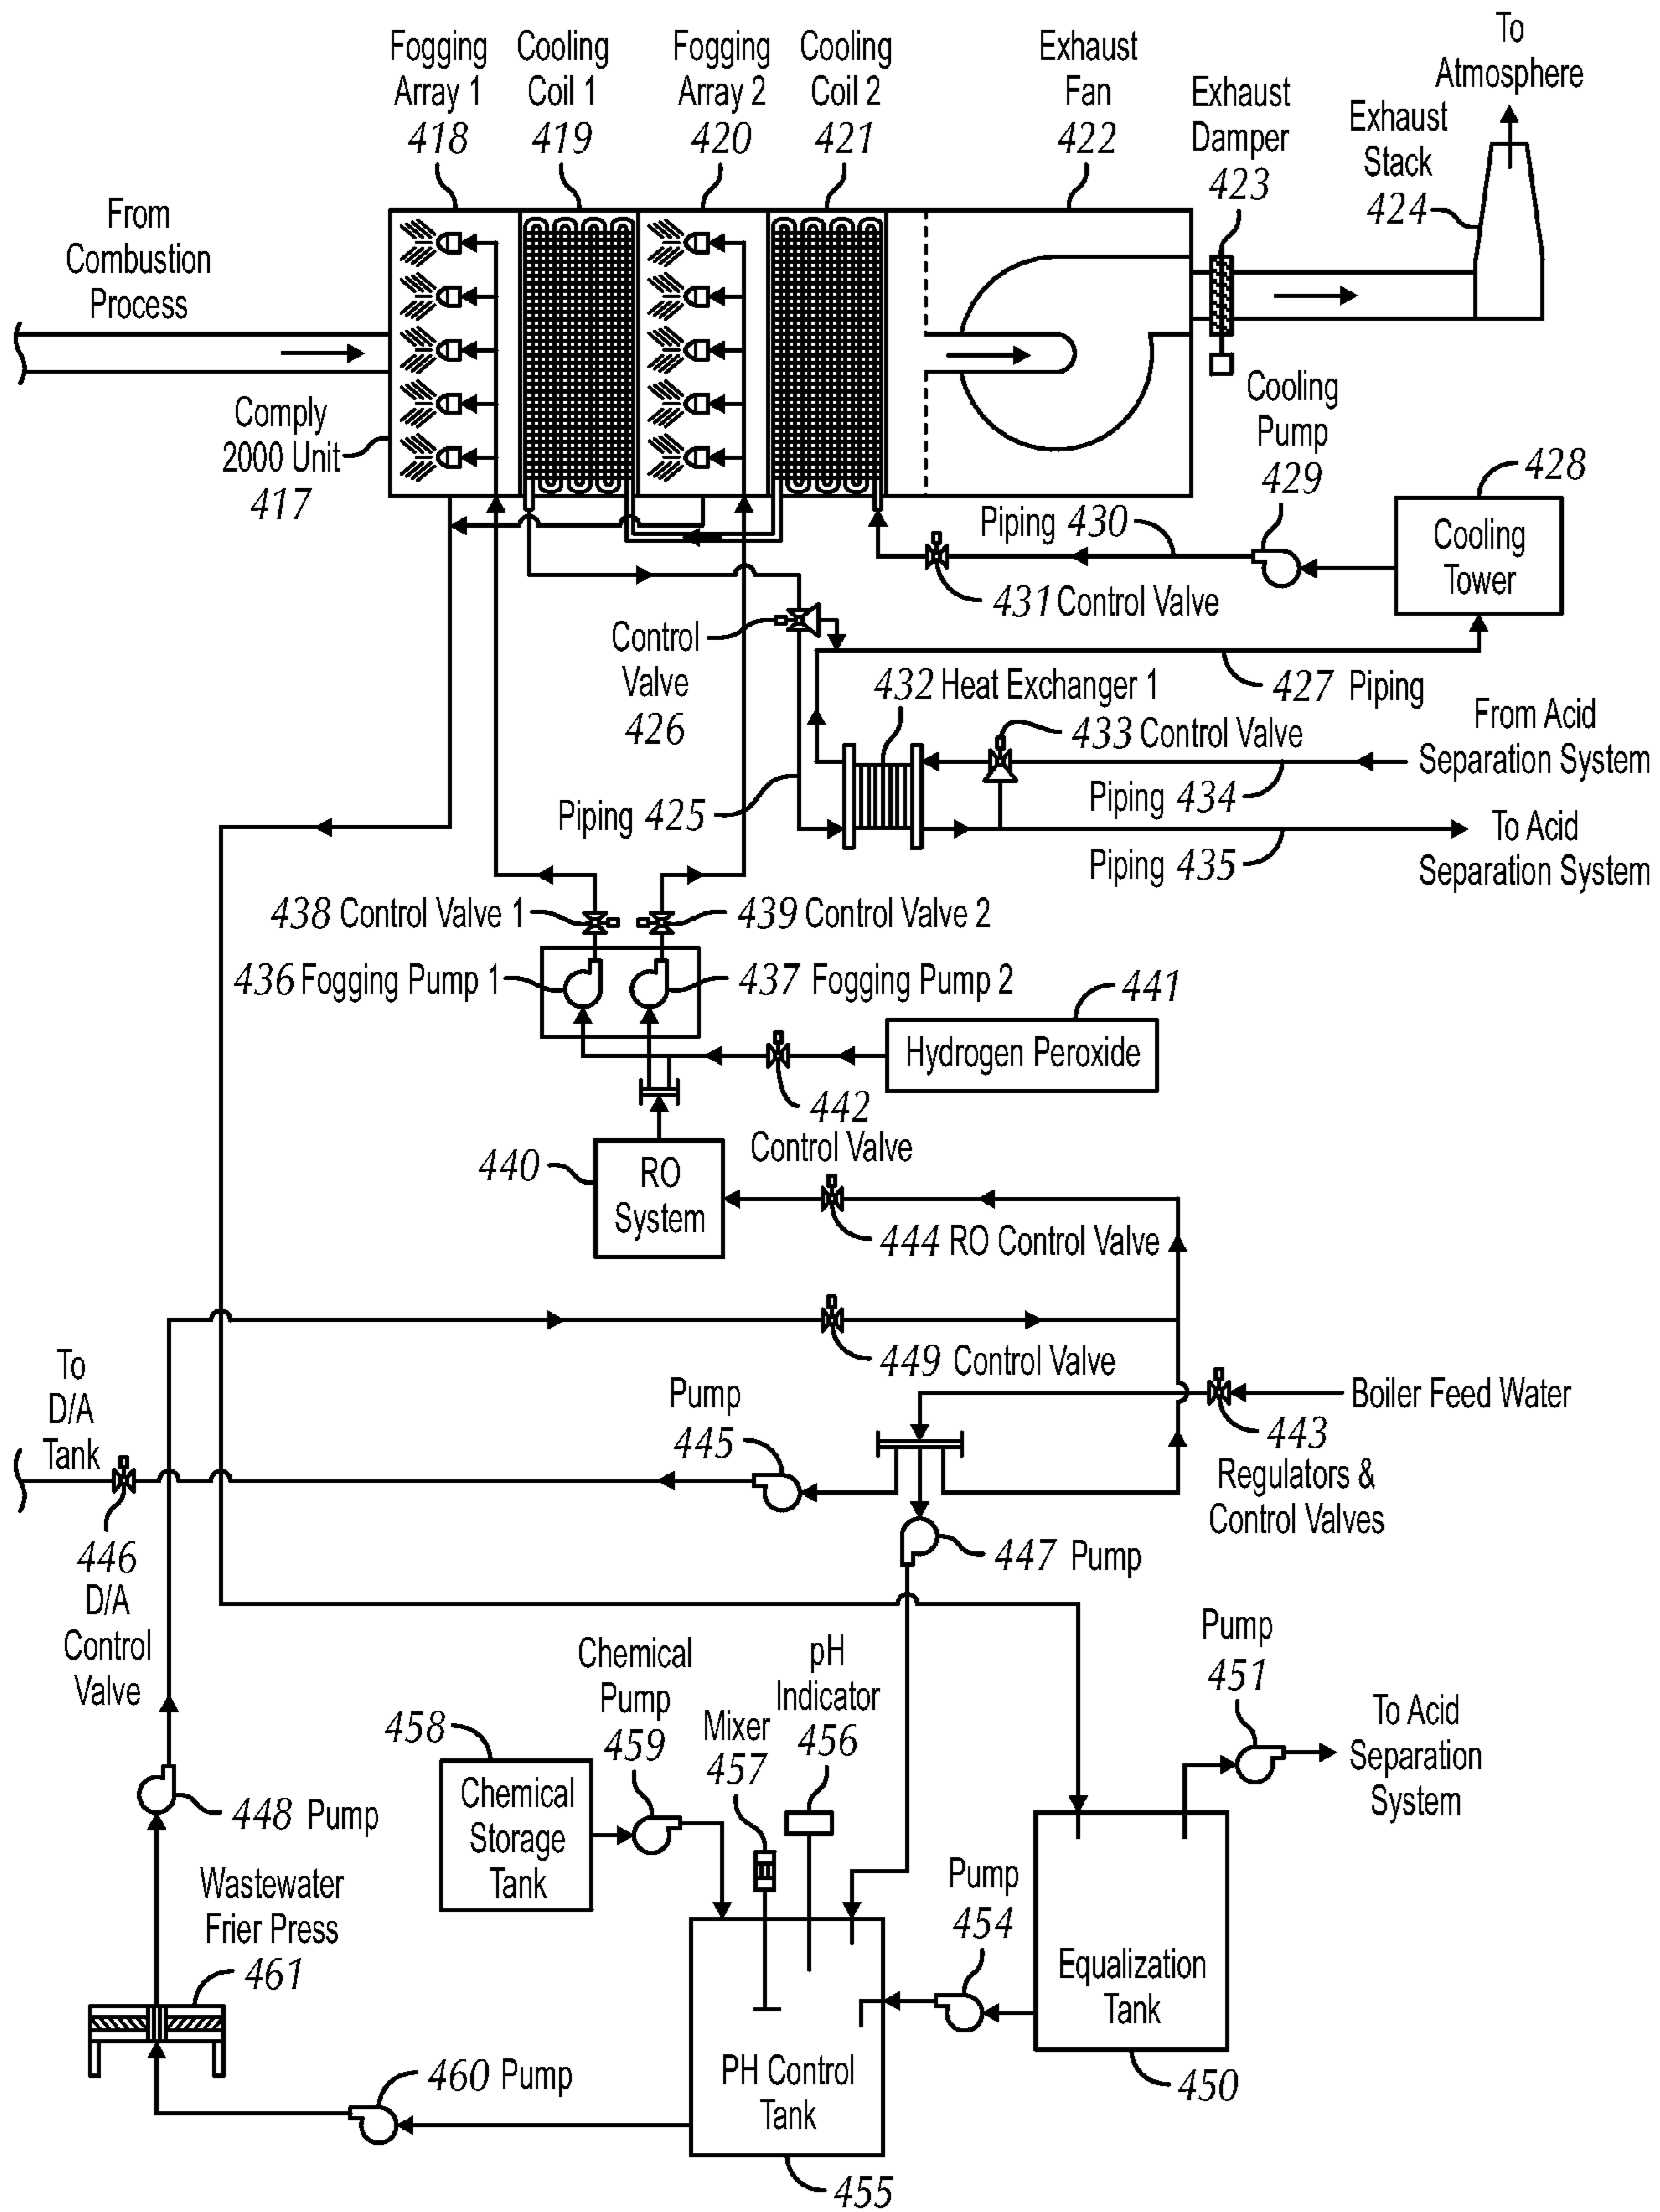 To
Atmosphere
Fogging
Array 1
418
Cooling
Coil 1
419
Fogging
Array 2
420
Cooling
Coil 2
421
Exhaust
Fan
422
Exhaust
Damper
423
Exhaust
Stack
424
From
Combustion
Process
Comply
2000 Unit
417
Cooling
Pump
429
428
Cooling
Tower
Piping 430
431 Control Valve
Control
Valve
426
427 Piping
432 Heat Exchanger 1
433 Control Valve
From Acid
Separation System
Piping 434
Piping 425
To Acid
Separation System
Piping 435
438 Control Valve 1
439 Control Valve 2
436 Fogging Pump 1
437 Fogging Pump 2
441
Hydrogen Peroxide
442
Control Valve
440
RO
System
444 RO Control Valve
449 Control Valve
To
D/A
Tank
Pump
445
Boiler Feed Water
443
Regulators &
Control Valves
446
D/A
Control
Valve
447 Pump
Pump
451
To Acid
Separation
System
Chemical
Pump
459
pH
Indicator
456
Mixer
457
458
Chemical
Storage
Tank
448 Pump
Wastewater
Frier Press
461
Pump
454
Equalization
Tank
450
460 Pump
PH Control
Tank
455